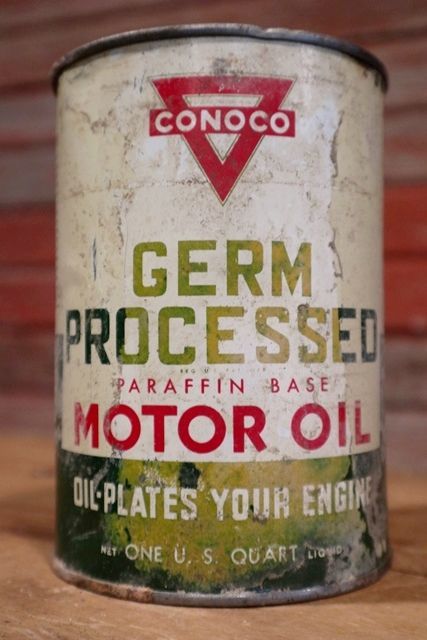 CONOCO
GERM
PROCESSED
PARAFFIN BASE
MOTOR OIL
OIL-PLATES YOUR ENGINE
NET ONE U. S. QUART LIQUID